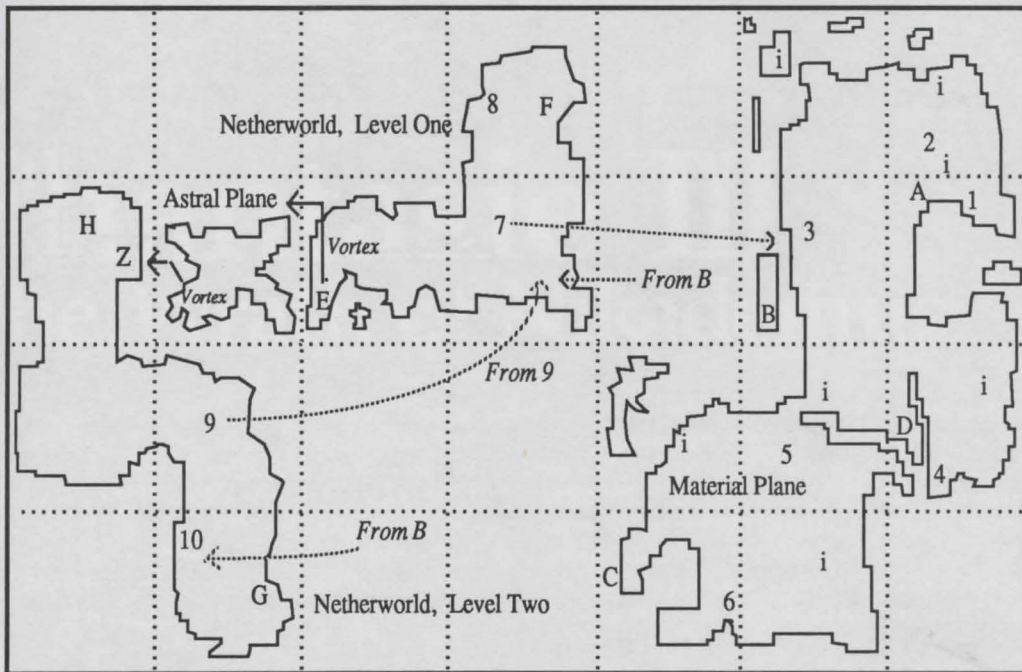 i
i
8
F
Netherworld, Level One
2
i
Astral Plane
A
1
H
7
3
Vortex
Z
From B
E
Vortex
B
From 9
i
i
9
D
i
5
4
Material Plane
10
From B
i
C
G
Netherworld, Level Two
6